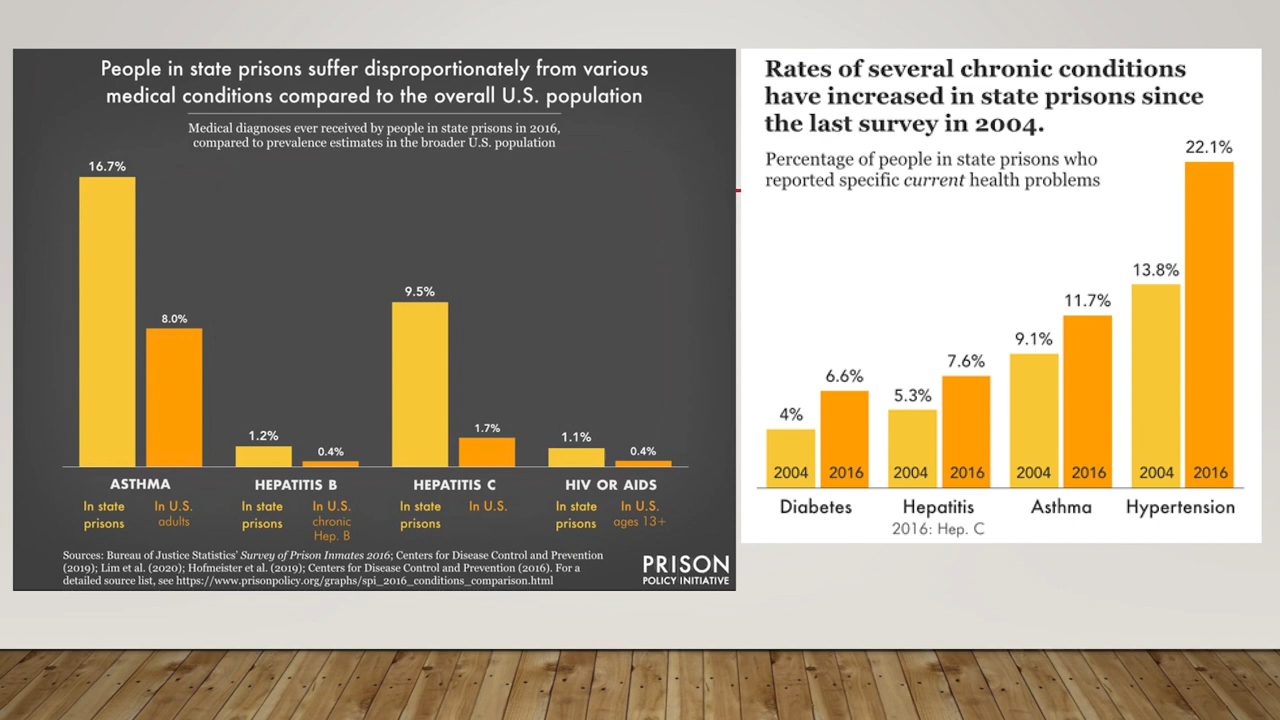 People in state prisons suffer disproportionately from various
medical conditions compared to the overall U.S. population
Medical diagnoses ever received by people in state prisons in 2016,
compared to prevalence estimates in the broader U.S. population
16.7%
8.0%
1.2%
0.4%
9.5%
1.7%
1.1%
0.4%
ASTHMA
HEPATITIS B
HEPATITIS C
HIV OR AIDS
In state
prisons
In U.S.
adults
In state
prisons
In U.S.
chronic
Hep. B
In state
prisons
In U.S.
In state
prisons
In U.S.
ages 13+
Sources: Bureau of Justice Statistics' Survey of Prison Inmates 2016; Centers for Disease Control and Prevention
(2019); Lim et al. (2020); Hofmeister et al. (2019); Centers for Disease Control and Prevention (2016). For a
detailed source list, see https://www.prisonpolicy.org/graphs/spi_2016_conditions_comparison.html
PRISON
POLICY INITIATIVE
Rates of several chronic conditions
have increased in state prisons since
the last survey in 2004.
Percentage of people in state prisons who
reported specific current health problems
4%
6.6%
5.3%
7.6%
9.1%
11.7%
13.8%
22.1%
2004
2016
2004
2016
2004
2016
2004
2016
Diabetes
Hepatitis
2016: Hep. C
Asthma
Hypertension